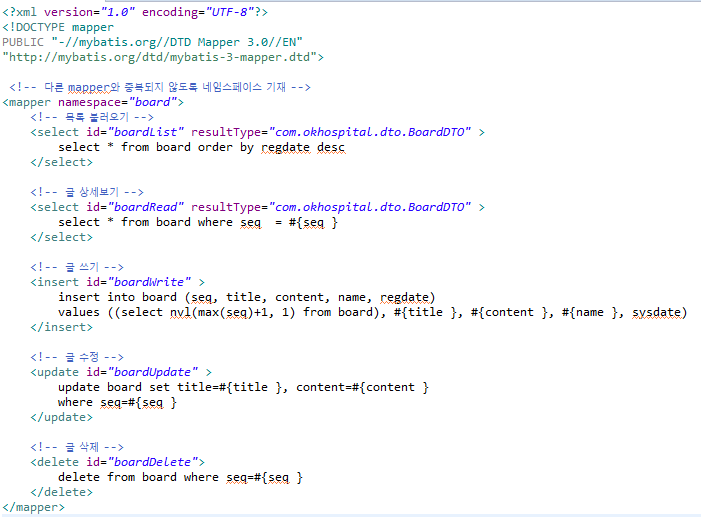 <?xml version="1.0" encoding="UTF-8"?>
<!DOCTYPE mapper
PUBLIC "-//mybatis.org//DTD Mapper 3.0//EN"
"http://mybatis.org/dtd/mybatis-3-mapper.dtd">
<!-- 다른 mapper와 중복되지 않도록 네임스페이스 기재 -->
<mapper namespace="board">
<!-- 목록 불러오기 -->
<select id="boardList" resultType="com.okhospital.dto.BoardDTO" >
select * from board order by regdate desc
</select>
<!-- 글 상세보기 -->
<select id="boardRead" resultType="com.okhospital.dto.BoardDTO" >
select * from board where seq  = #{seq }
</select>
<!-- 글 쓰기 -->
<insert id="boardWrite" >
insert into board (seq, title, content, name, regdate)
values ((select nvl(max(seq)+1, 1) from board), #{title }, #{content }, #{name }, sysdate)
</insert>
<!-- 글 수정 -->
<update id="boardUpdate" >
update board set title=#{title }, content=#{content }
where seq=#{seq }
</update>
<!-- 글 삭제 -->
<delete id="boardDelete">
delete from board where seq=#{seq }
</delete>
</mapper>